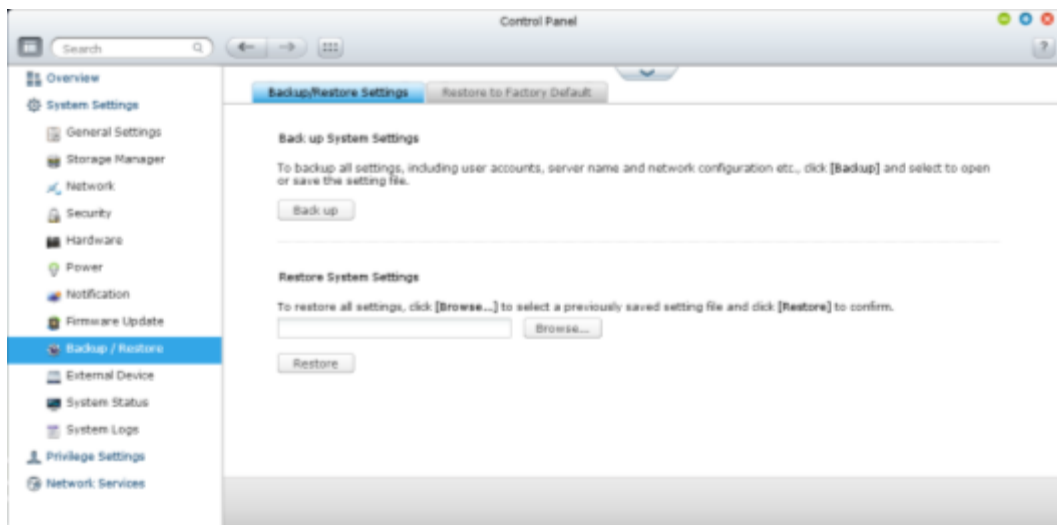 Control Panel
Search
?
Overview
System Settings
General Settings
Storage Manager
Network
Security
Hardware
Power
Notification
Firmware Update
Backup / Restore
External Device
System Status
System Logs
Privilege Settings
Network Services
Backup/Restore Settings
Restore to Factory Default
Back up System Settings
To backup all settings, including user accounts, server name and network configuration etc., click [Backup] and select to open
or save the setting file.
Back up
Restore System Settings
To restore all settings, click [Browse...] to select a previously saved setting file and click [Restore] to confirm.
Browse...
Restore